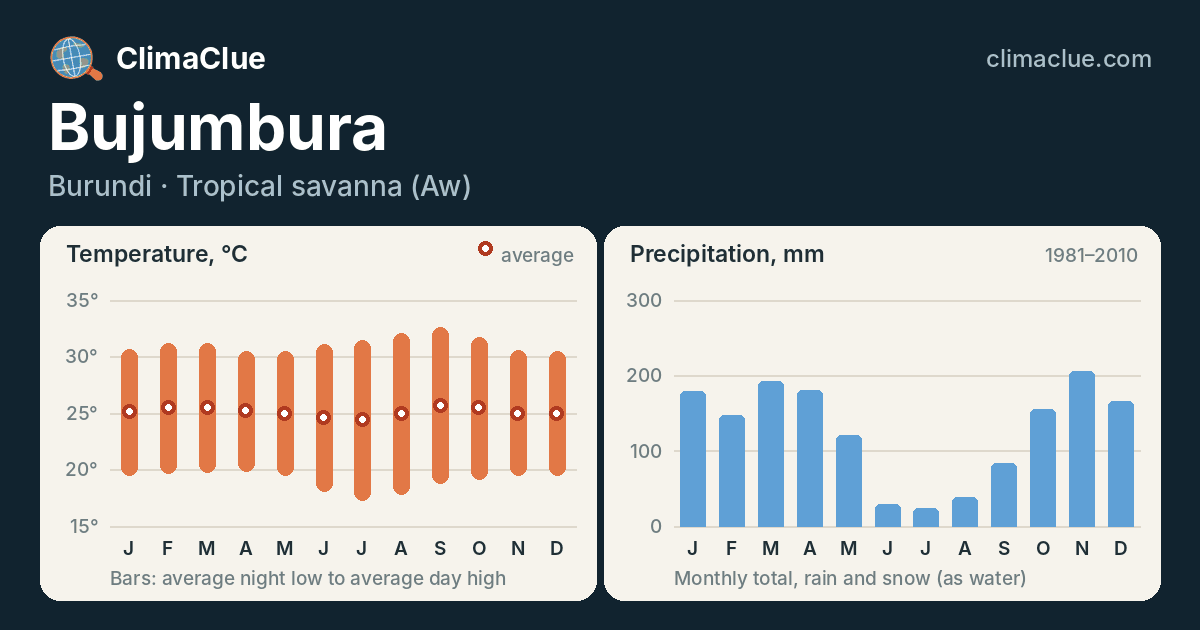 ClimaClue
climaclue.com
Bujumbura
Burundi · Tropical savanna (Aw)
Temperature, °C
average
35°
30°
25°
20°
15°
J F M A M J J A S O N D
Bars: average night low to average day high
Precipitation, mm
1981–2010
300
200
100
0
J F M A M J J A S O N D
Monthly total, rain and snow (as water)